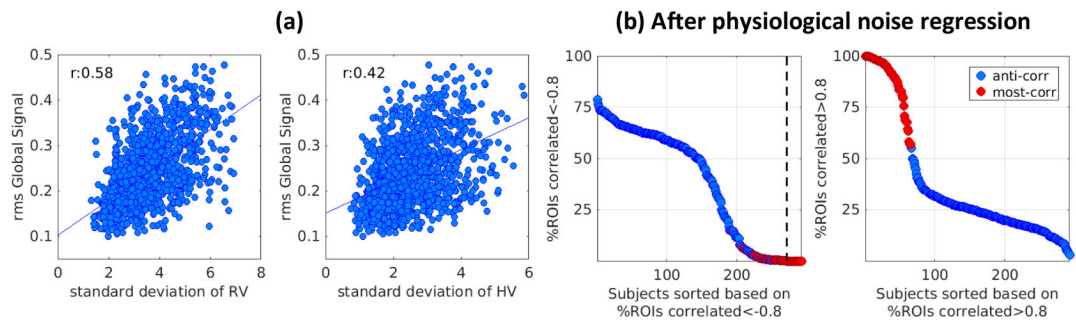 (a)
(b) After physiological noise regression
0.5
0.4
0.3
0.2
0.1
r:0.58
rms Global Signal
0 2 4 6 8
standard deviation of RV
0.5
0.4
0.3
0.2
0.1
r:0.42
rms Global Signal
0 2 4 6
standard deviation of HV
100
75
50
25
%ROIs correlated<-0.8
100 200
Subjects sorted based on
%ROIs correlated<-0.8
100
75
50
25
%ROIs correlated>0.8
anti-corr
most-corr
100 200
Subjects sorted based on
%ROIs correlated>0.8